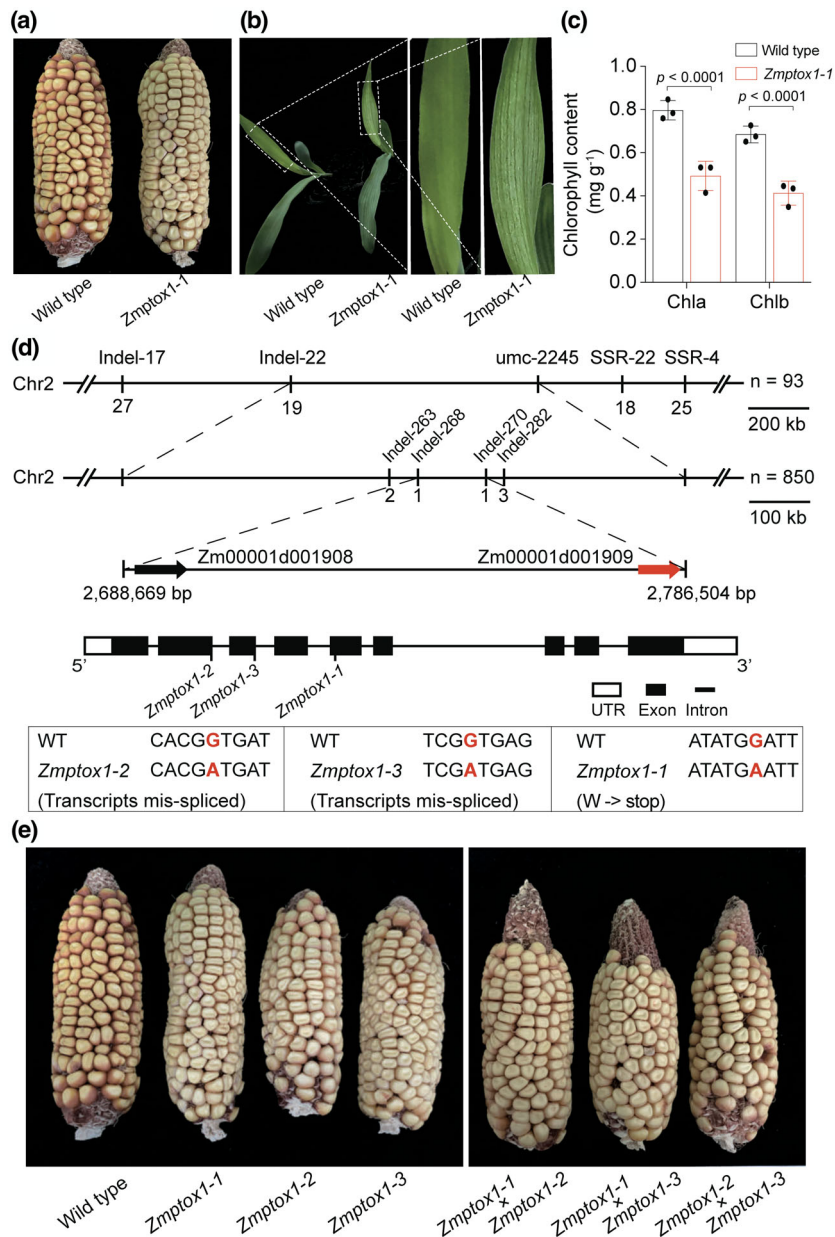 (a)
Wild type
Zmptox1-1
(b)
Wild type
Zmptox1-1
Wild type
Zmptox1-1
(c)
Wild type
Zmptox1-1
p < 0.0001
p < 0.0001
Chlorophyll content
(mg g-1)
1.0
0.8
0.6
0.4
0.2
0.0
Chla
Chlb
(d)
Indel-17
Indel-22
umc-2245
SSR-22
SSR-4
Chr2
n = 93
27
19
18
25
200 kb
Indel-263
Indel-268
Indel-270
Indel-282
Chr2
n = 850
2
1
1
3
100 kb
Zm00001d001908
Zm00001d001909
2,688,669 bp
2,786,504 bp
5’
3’
Zmptox1-2
Zmptox1-3
Zmptox1-1
UTR
Exon
Intron
WT CACGGTGAT
Zmptox1-2 CACGATGAT
(Transcripts mis-spliced)
WT TCGGTGAG
Zmptox1-3 TCGATGAG
(Transcripts mis-spliced)
WT ATATGGATT
Zmptox1-1 ATATGAATT
(W -> stop)
(e)
Wild type
Zmptox1-1
Zmptox1-2
Zmptox1-3
Zmptox1-1
×
Zmptox1-2
Zmptox1-1
×
Zmptox1-3
Zmptox1-2
×
Zmptox1-3